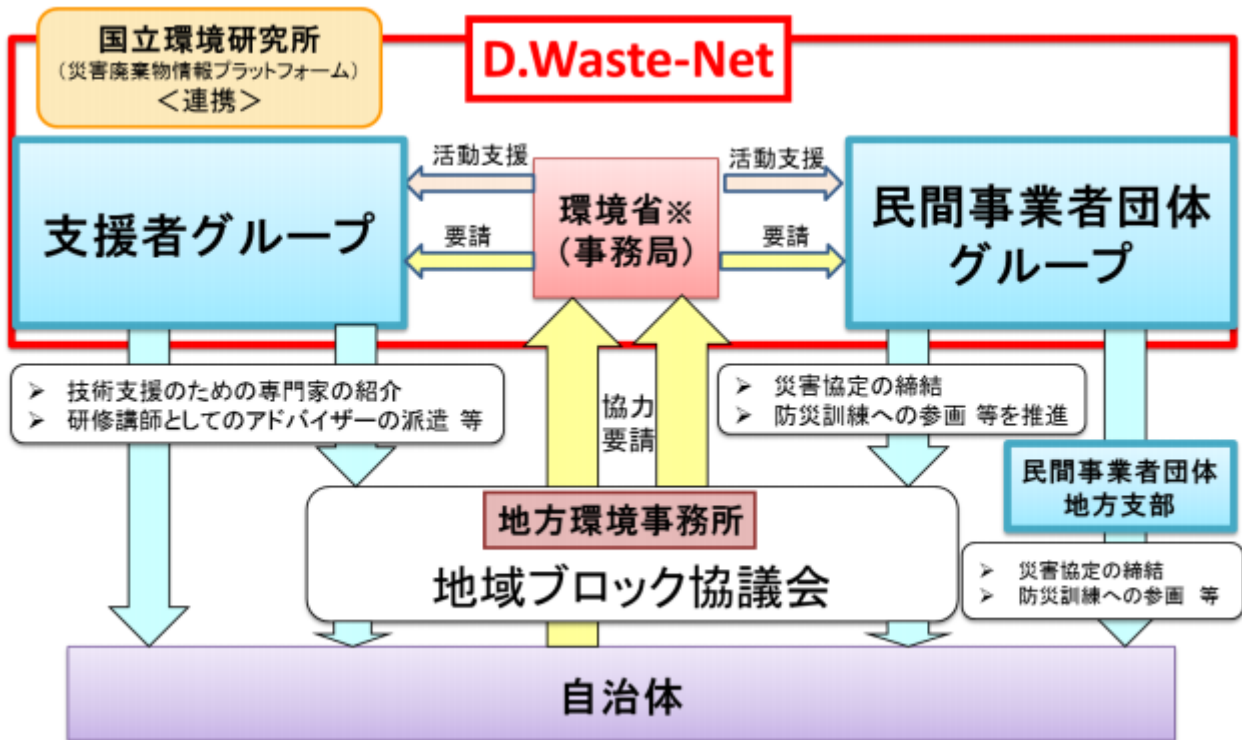 国立環境研究所
（災害廃棄物情報プラットフォーム）
＜連携＞
D.Waste-Net
支援者グループ
活動支援
要請
環境省※
（事務局）
活動支援
要請
民間事業者団体
グループ
➢ 技術支援のための専門家の紹介
➢ 研修講師としてのアドバイザーの派遣 等
協力
要請
➢ 災害協定の締結
➢ 防災訓練への参画 等を推進
民間事業者団体
地方支部
地方環境事務所
地域ブロック協議会
➢ 災害協定の締結
➢ 防災訓練への参画 等
自治体